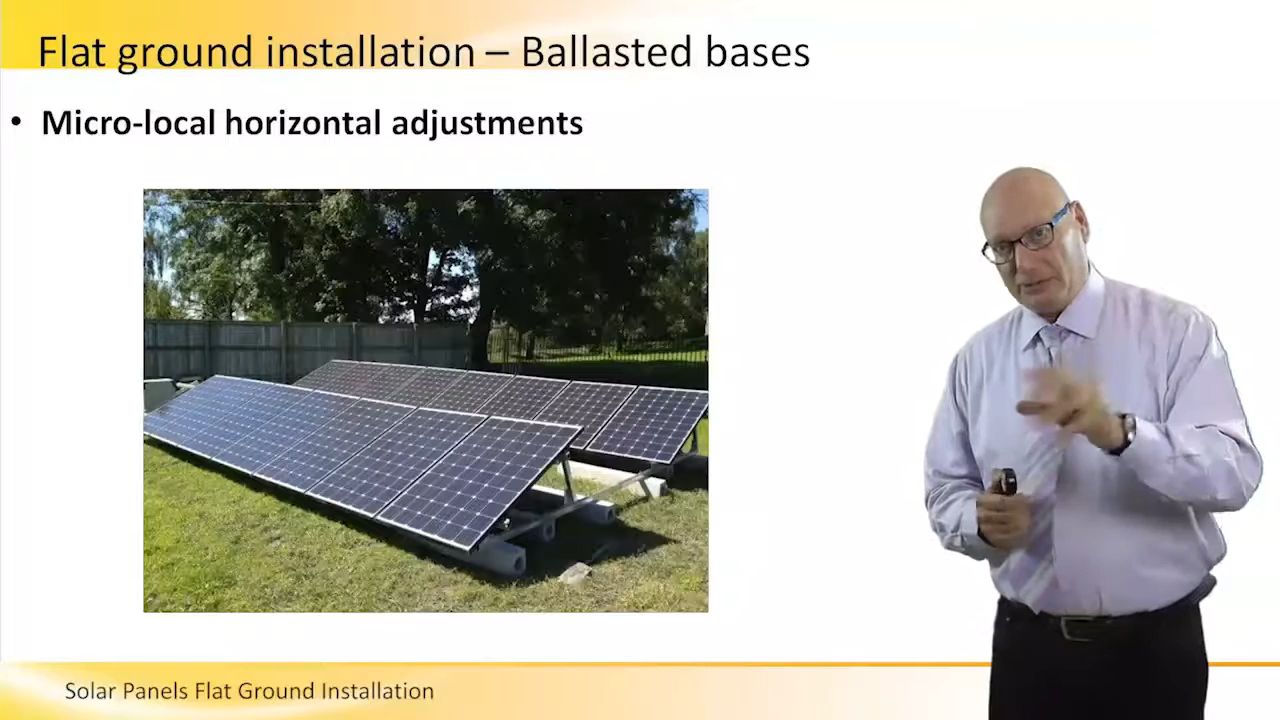 Flat ground installation – Ballasted bases
• Micro-local horizontal adjustments
Solar Panels Flat Ground Installation